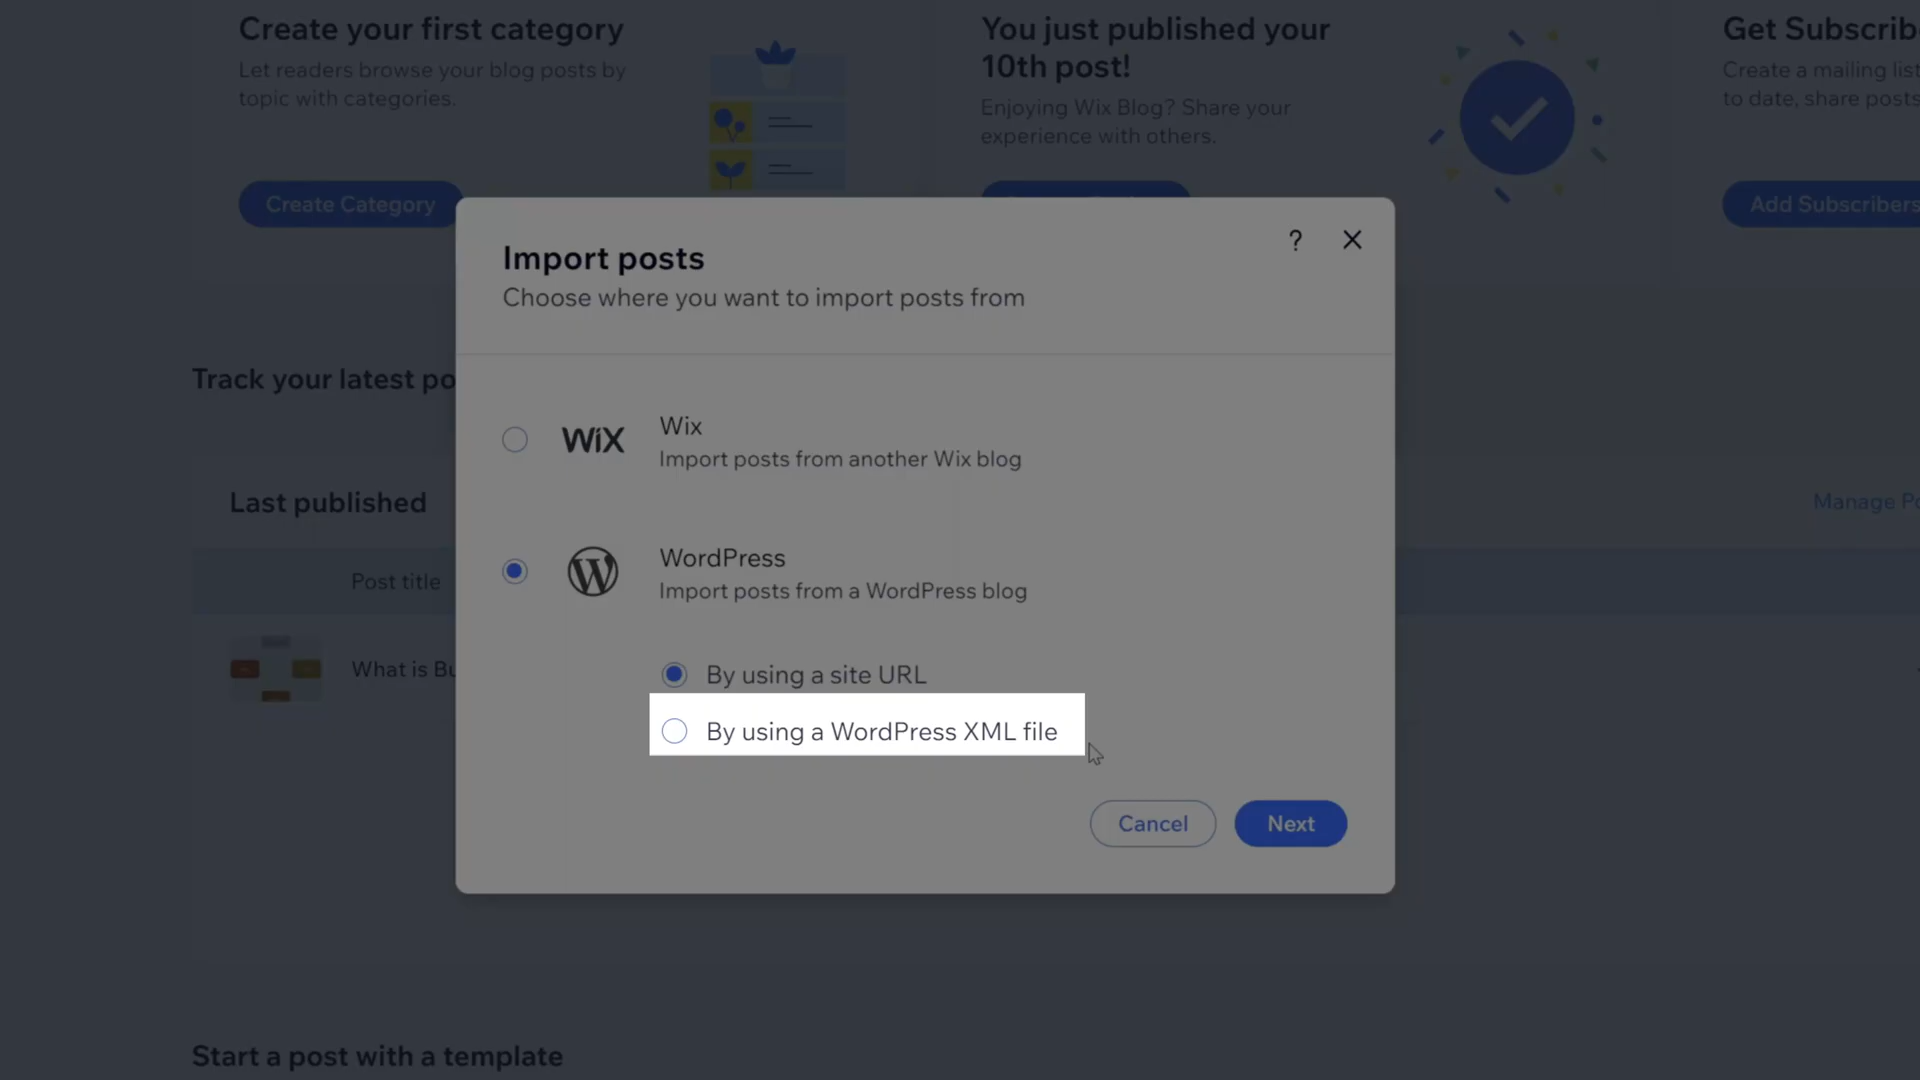 Create your first category
Let readers browse your blog posts by
topic with categories.
Create Category
You just published your
10th post!
Enjoying Wix Blog? Share your
experience with others.
Get Subscrib
Create a mailing list
to date, share posts
Add Subscribers
Import posts
Choose where you want to import posts from
?
Track your latest po
WiX
Wix
Import posts from another Wix blog
Last published
Manage Po
WordPress
Import posts from a WordPress blog
Post title
What is Bu
By using a site URL
By using a WordPress XML file
Cancel
Next
Start a post with a template